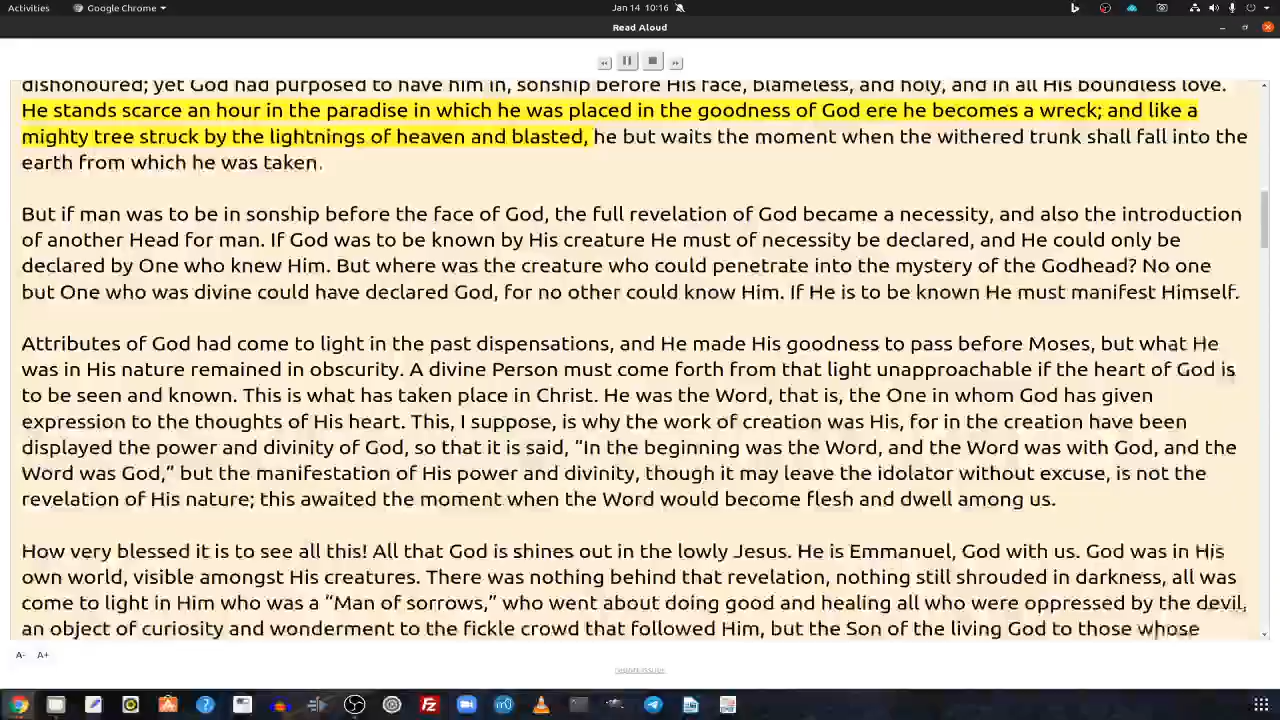 Activities
Google Chrome
Jan 14 10:16
Read Aloud
dishonoured; yet God had purposed to have him in, sonship before His face, blameless, and holy, and in all His boundless love.
He stands scarce an hour in the paradise in which he was placed in the goodness of God ere he becomes a wreck; and like a
mighty tree struck by the lightnings of heaven and blasted, he but waits the moment when the withered trunk shall fall into the
earth from which he was taken.
But if man was to be in sonship before the face of God, the full revelation of God became a necessity, and also the introduction
of another Head for man. If God was to be known by His creature He must of necessity be declared, and He could only be
declared by One who knew Him. But where was the creature who could penetrate into the mystery of the Godhead? No one
but One who was divine could have declared God, for no other could know Him. If He is to be known He must manifest Himself.
Attributes of God had come to light in the past dispensations, and He made His goodness to pass before Moses, but what He
was in His nature remained in obscurity. A divine Person must come forth from that light unapproachable if the heart of God is
to be seen and known. This is what has taken place in Christ. He was the Word, that is, the One in whom God has given
expression to the thoughts of His heart. This, I suppose, is why the work of creation was His, for in the creation have been
displayed the power and divinity of God, so that it is said, “In the beginning was the Word, and the Word was with God, and the
Word was God,” but the manifestation of His power and divinity, though it may leave the idolator without excuse, is not the
revelation of His nature; this awaited the moment when the Word would become flesh and dwell among us.
How very blessed it is to see all this! All that God is shines out in the lowly Jesus. He is Emmanuel, God with us. God was in His
own world, visible amongst His creatures. There was nothing behind that revelation, nothing still shrouded in darkness, all was
come to light in Him who was a “Man of sorrows,” who went about doing good and healing all who were oppressed by the devil,
an object of curiosity and wonderment to the fickle crowd that followed Him, but the Son of the living God to those whose
A- A+
report issues